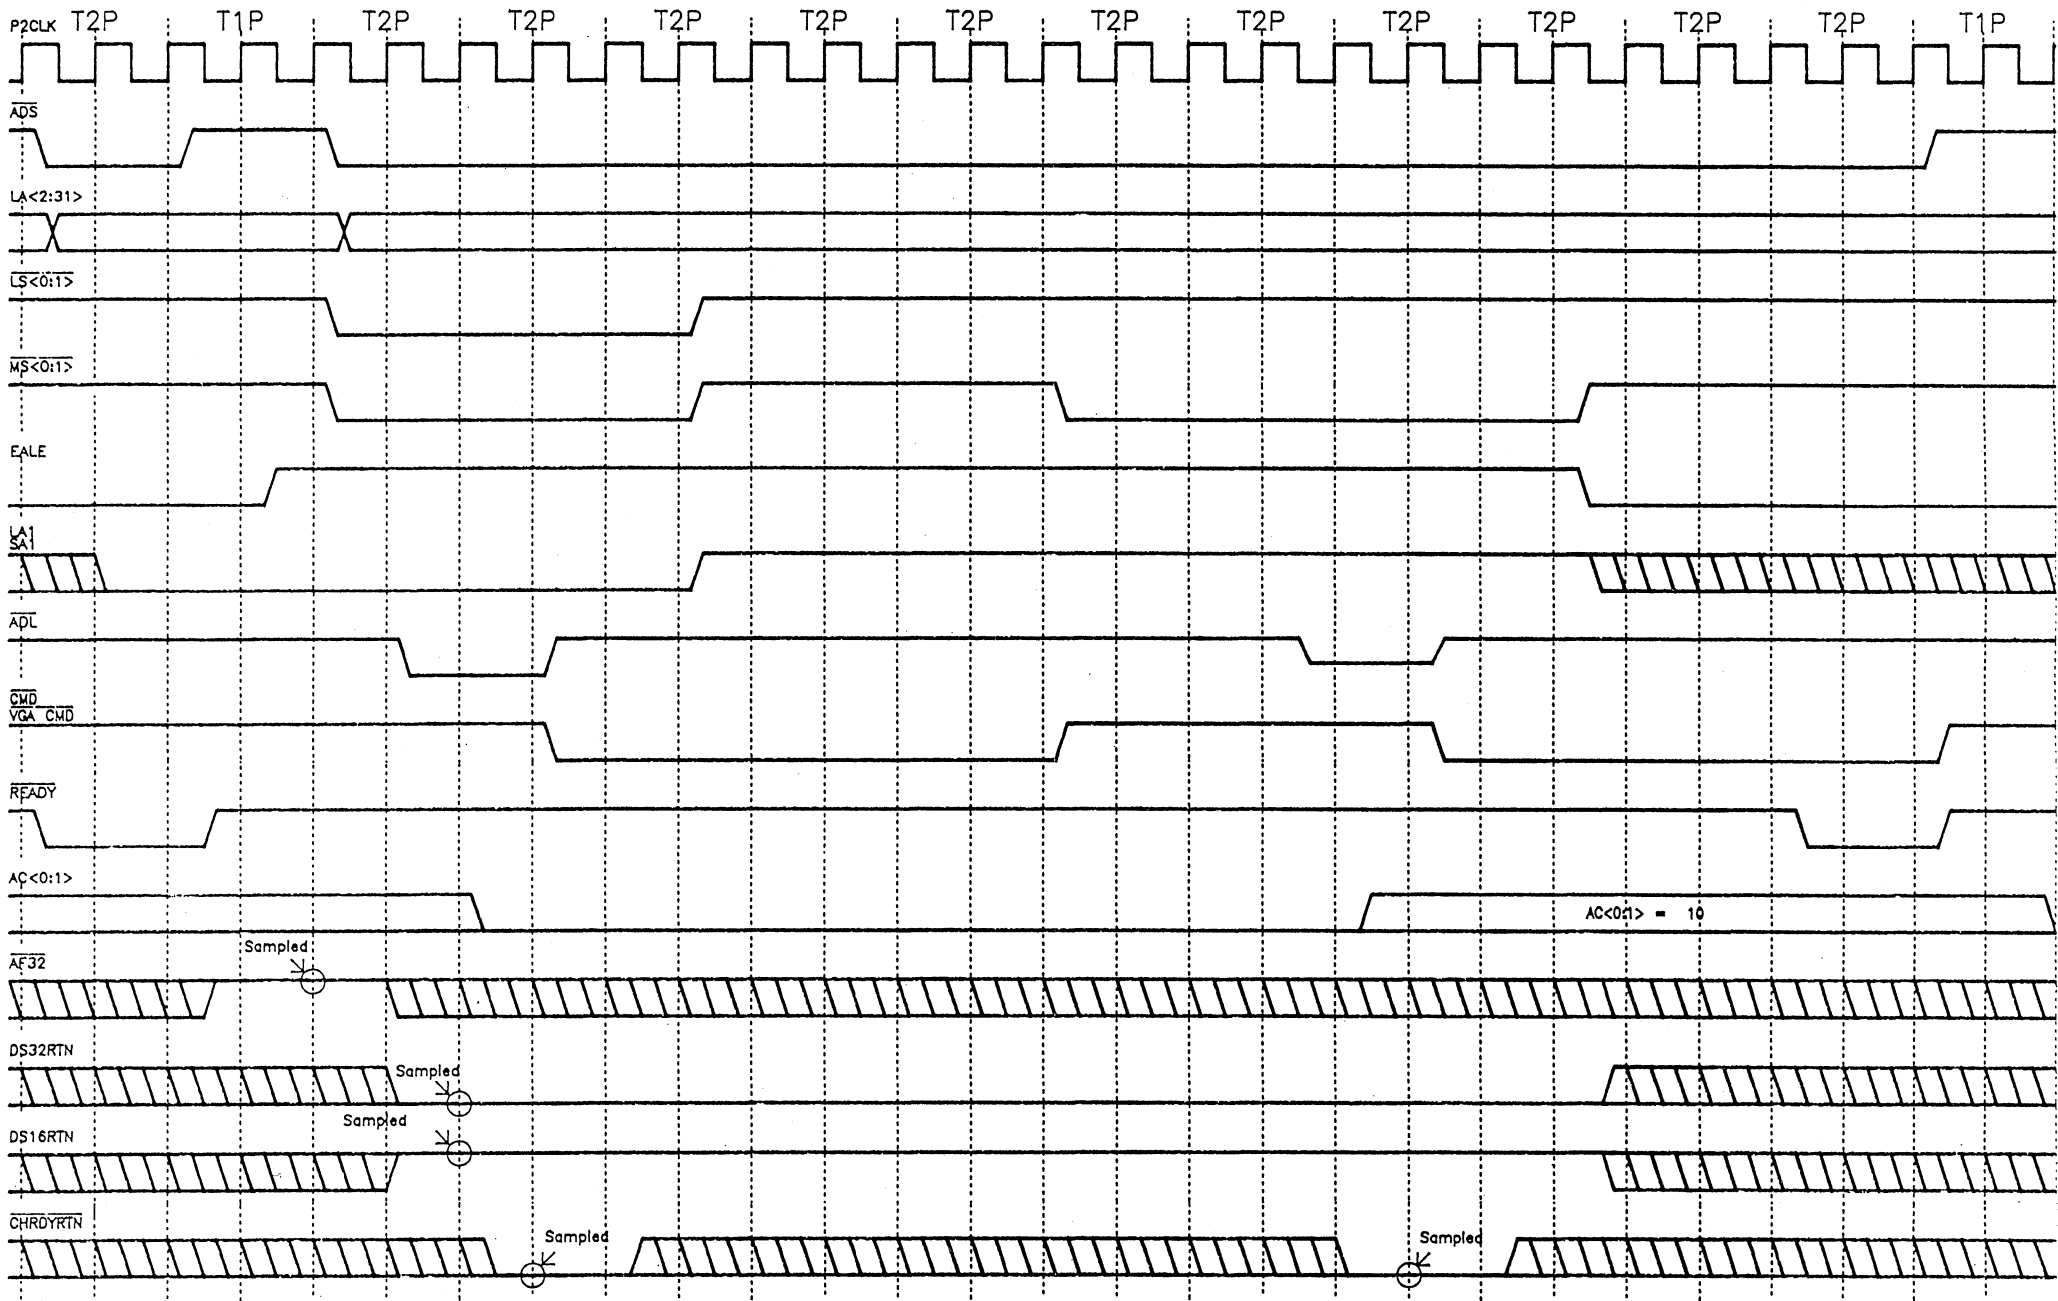 P2CLK T2P T1P T2P T2P T2P T2P T2P T2P T2P T2P T2P T2P T1P
ADS
LA<2:31>
LS<0:1>
MS<0:1>
EALE
LA1
SA1
ADL
CMD
VGA CMD
READY
AC<0:1>
AC<0:1> = 10
Sampled
AF32
DS32RTN
Sampled
Sampled
DS16RTN
CHRDYRTN
Sampled
Sampled